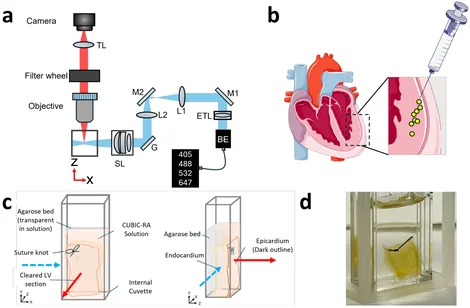 a
Camera
TL
Filter wheel
Objective
M2
L1
M1
L2
ETL
G
BE
SL
Z
X
405
488
532
647
b
c
Agarose bed
(transparent
in solution)
CUBIC-RA
Solution
Suture knot
Cleared LV
section
Internal
Cuvette
Agarose bed
Endocardium
Epicardium
(Dark outline)
d